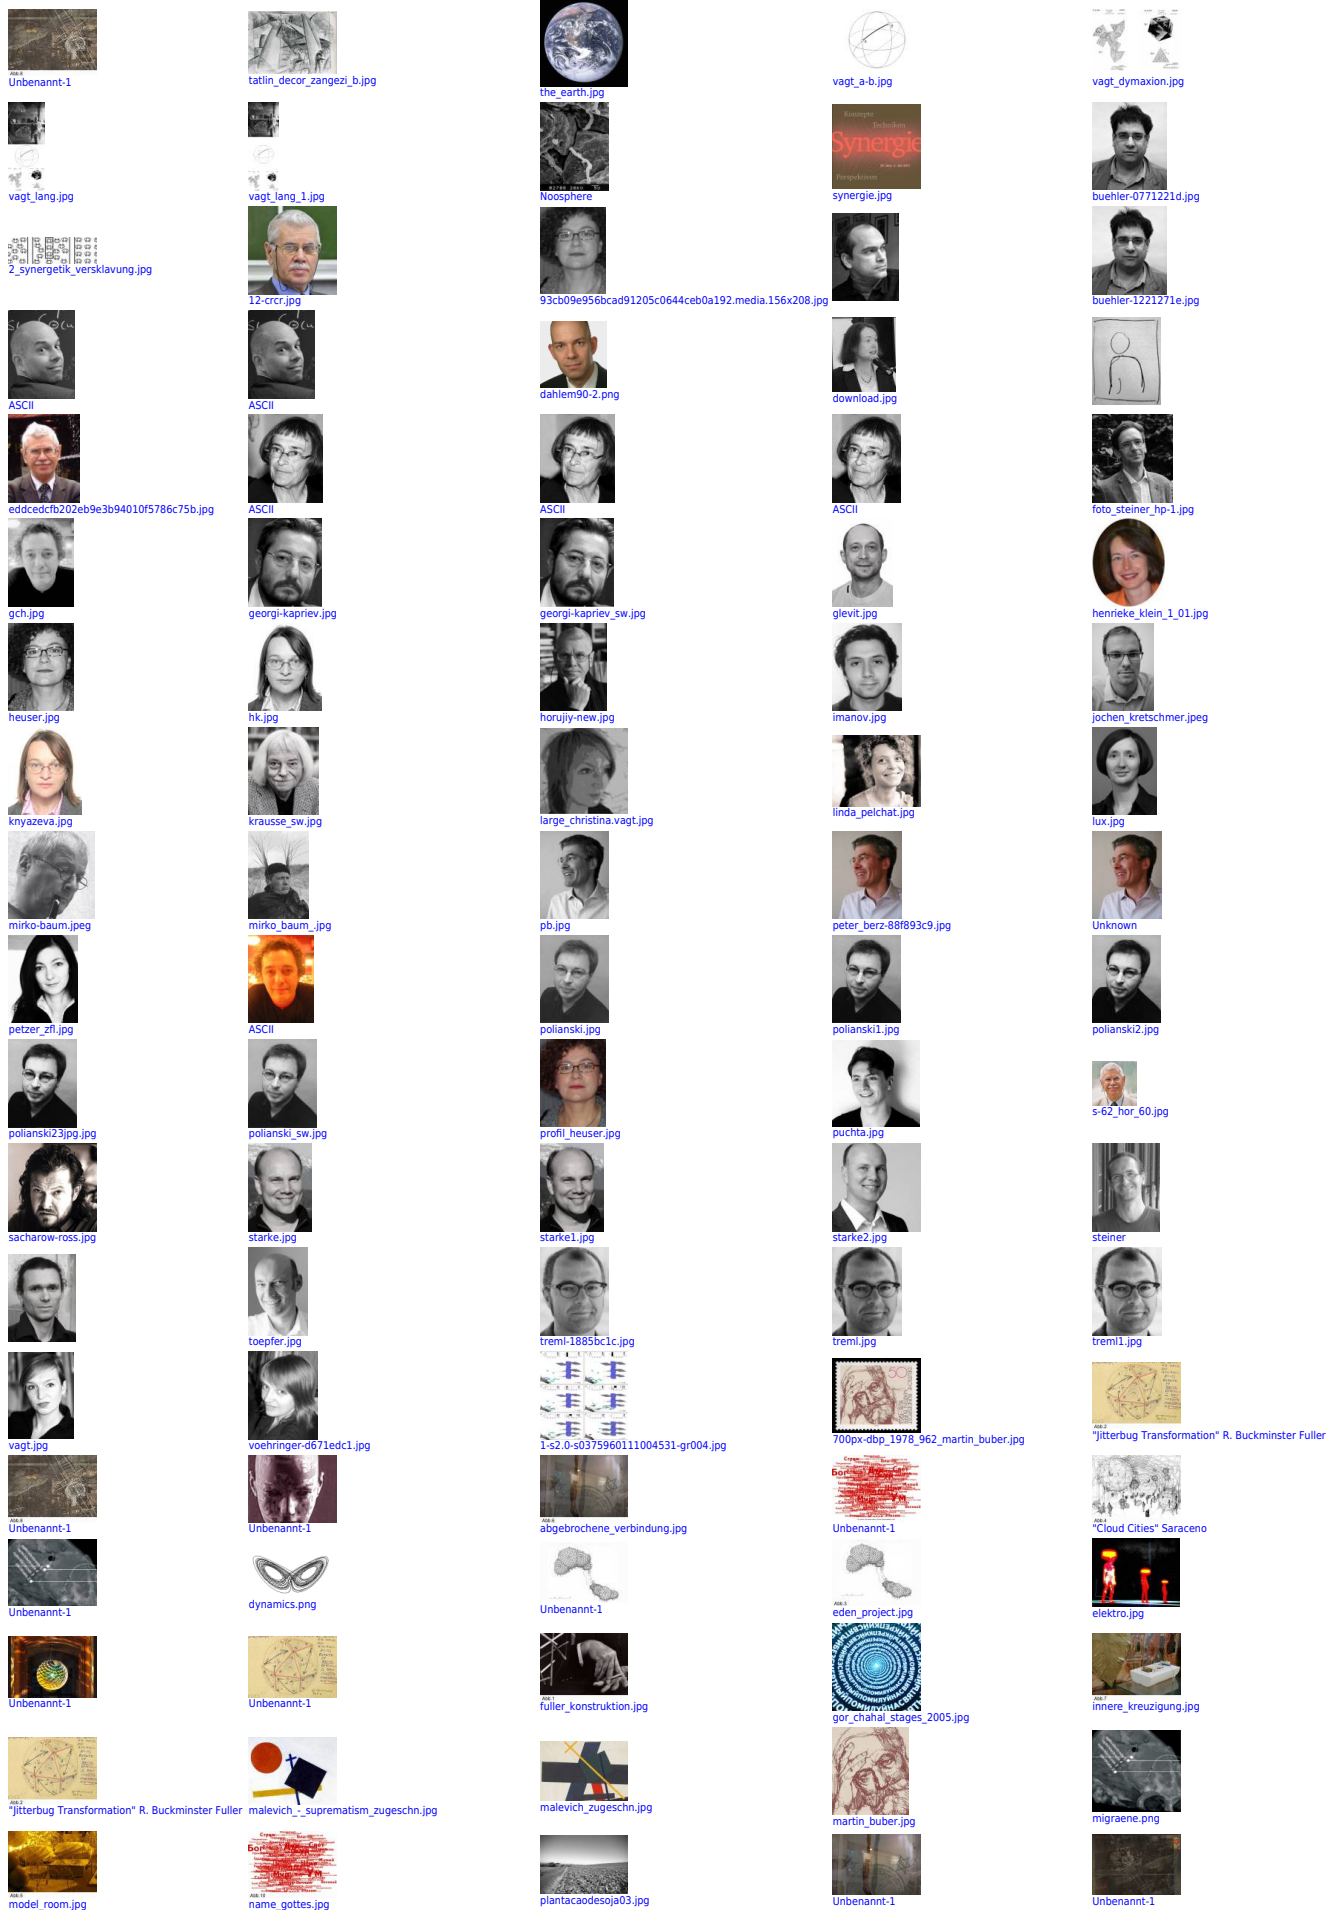 Unbenannt-1
tatlin_decor_zangezi_b.jpg
the_earth.jpg
vagt_a-b.jpg
vagt_dymaxion.jpg
Konzepte
Techniken
Synergie
Perspektiven
vagt_lang.jpg
vagt_lang_1.jpg
Noosphere
synergie.jpg
buehler-0771221d.jpg
2_synergetik_versklavung.jpg
12-crcr.jpg
93cb09e956bcad91205c0644ceb0a192.media.156x208.jpg
buehler-1221271e.jpg
ASCII
ASCII
dahlem90-2.png
download.jpg
eddcedcfb202eb9e3b94010f5786c75b.jpg
ASCII
ASCII
ASCII
foto_steiner_hp-1.jpg
gch.jpg
georgi-kapriev.jpg
georgi-kapriev_sw.jpg
glevit.jpg
henrieke_klein_1_01.jpg
heuser.jpg
hk.jpg
horujiy-new.jpg
imanov.jpg
jochen_kretschmer.jpeg
knyazeva.jpg
krausse_sw.jpg
large_christina.vagt.jpg
linda_pelchat.jpg
lux.jpg
mirko-baum.jpeg
mirko_baum_.jpg
pb.jpg
peter_berz-88f893c9.jpg
Unknown
petzer_zfl.jpg
ASCII
polianski.jpg
polianski1.jpg
polianski2.jpg
polianski23jpg.jpg
polianski_sw.jpg
profil_heuser.jpg
puchta.jpg
s-62_hor_60.jpg
sacharow-ross.jpg
starke.jpg
starke1.jpg
starke2.jpg
steiner
toepfer.jpg
treml-1885bc1c.jpg
treml.jpg
treml1.jpg
50
vagt.jpg
voehringer-d671edc1.jpg
1-s2.0-s0375960111004531-gr004.jpg
700px-dbp_1978_962_martin_buber.jpg
"Jitterbug Transformation" R. Buckminster Fuller
Unbenannt-1
Unbenannt-1
abgebrochene_verbindung.jpg
Unbenannt-1
"Cloud Cities" Saraceno
Unbenannt-1
dynamics.png
Unbenannt-1
eden_project.jpg
elektro.jpg
Unbenannt-1
Unbenannt-1
fuller_konstruktion.jpg
gor_chahal_stages_2005.jpg
innere_kreuzigung.jpg
"Jitterbug Transformation" R. Buckminster Fuller
malevich_-_suprematism_zugeschn.jpg
malevich_zugeschn.jpg
martin_buber.jpg
migraene.png
model_room.jpg
name_gottes.jpg
plantacaodesoja03.jpg
Unbenannt-1
Unbenannt-1